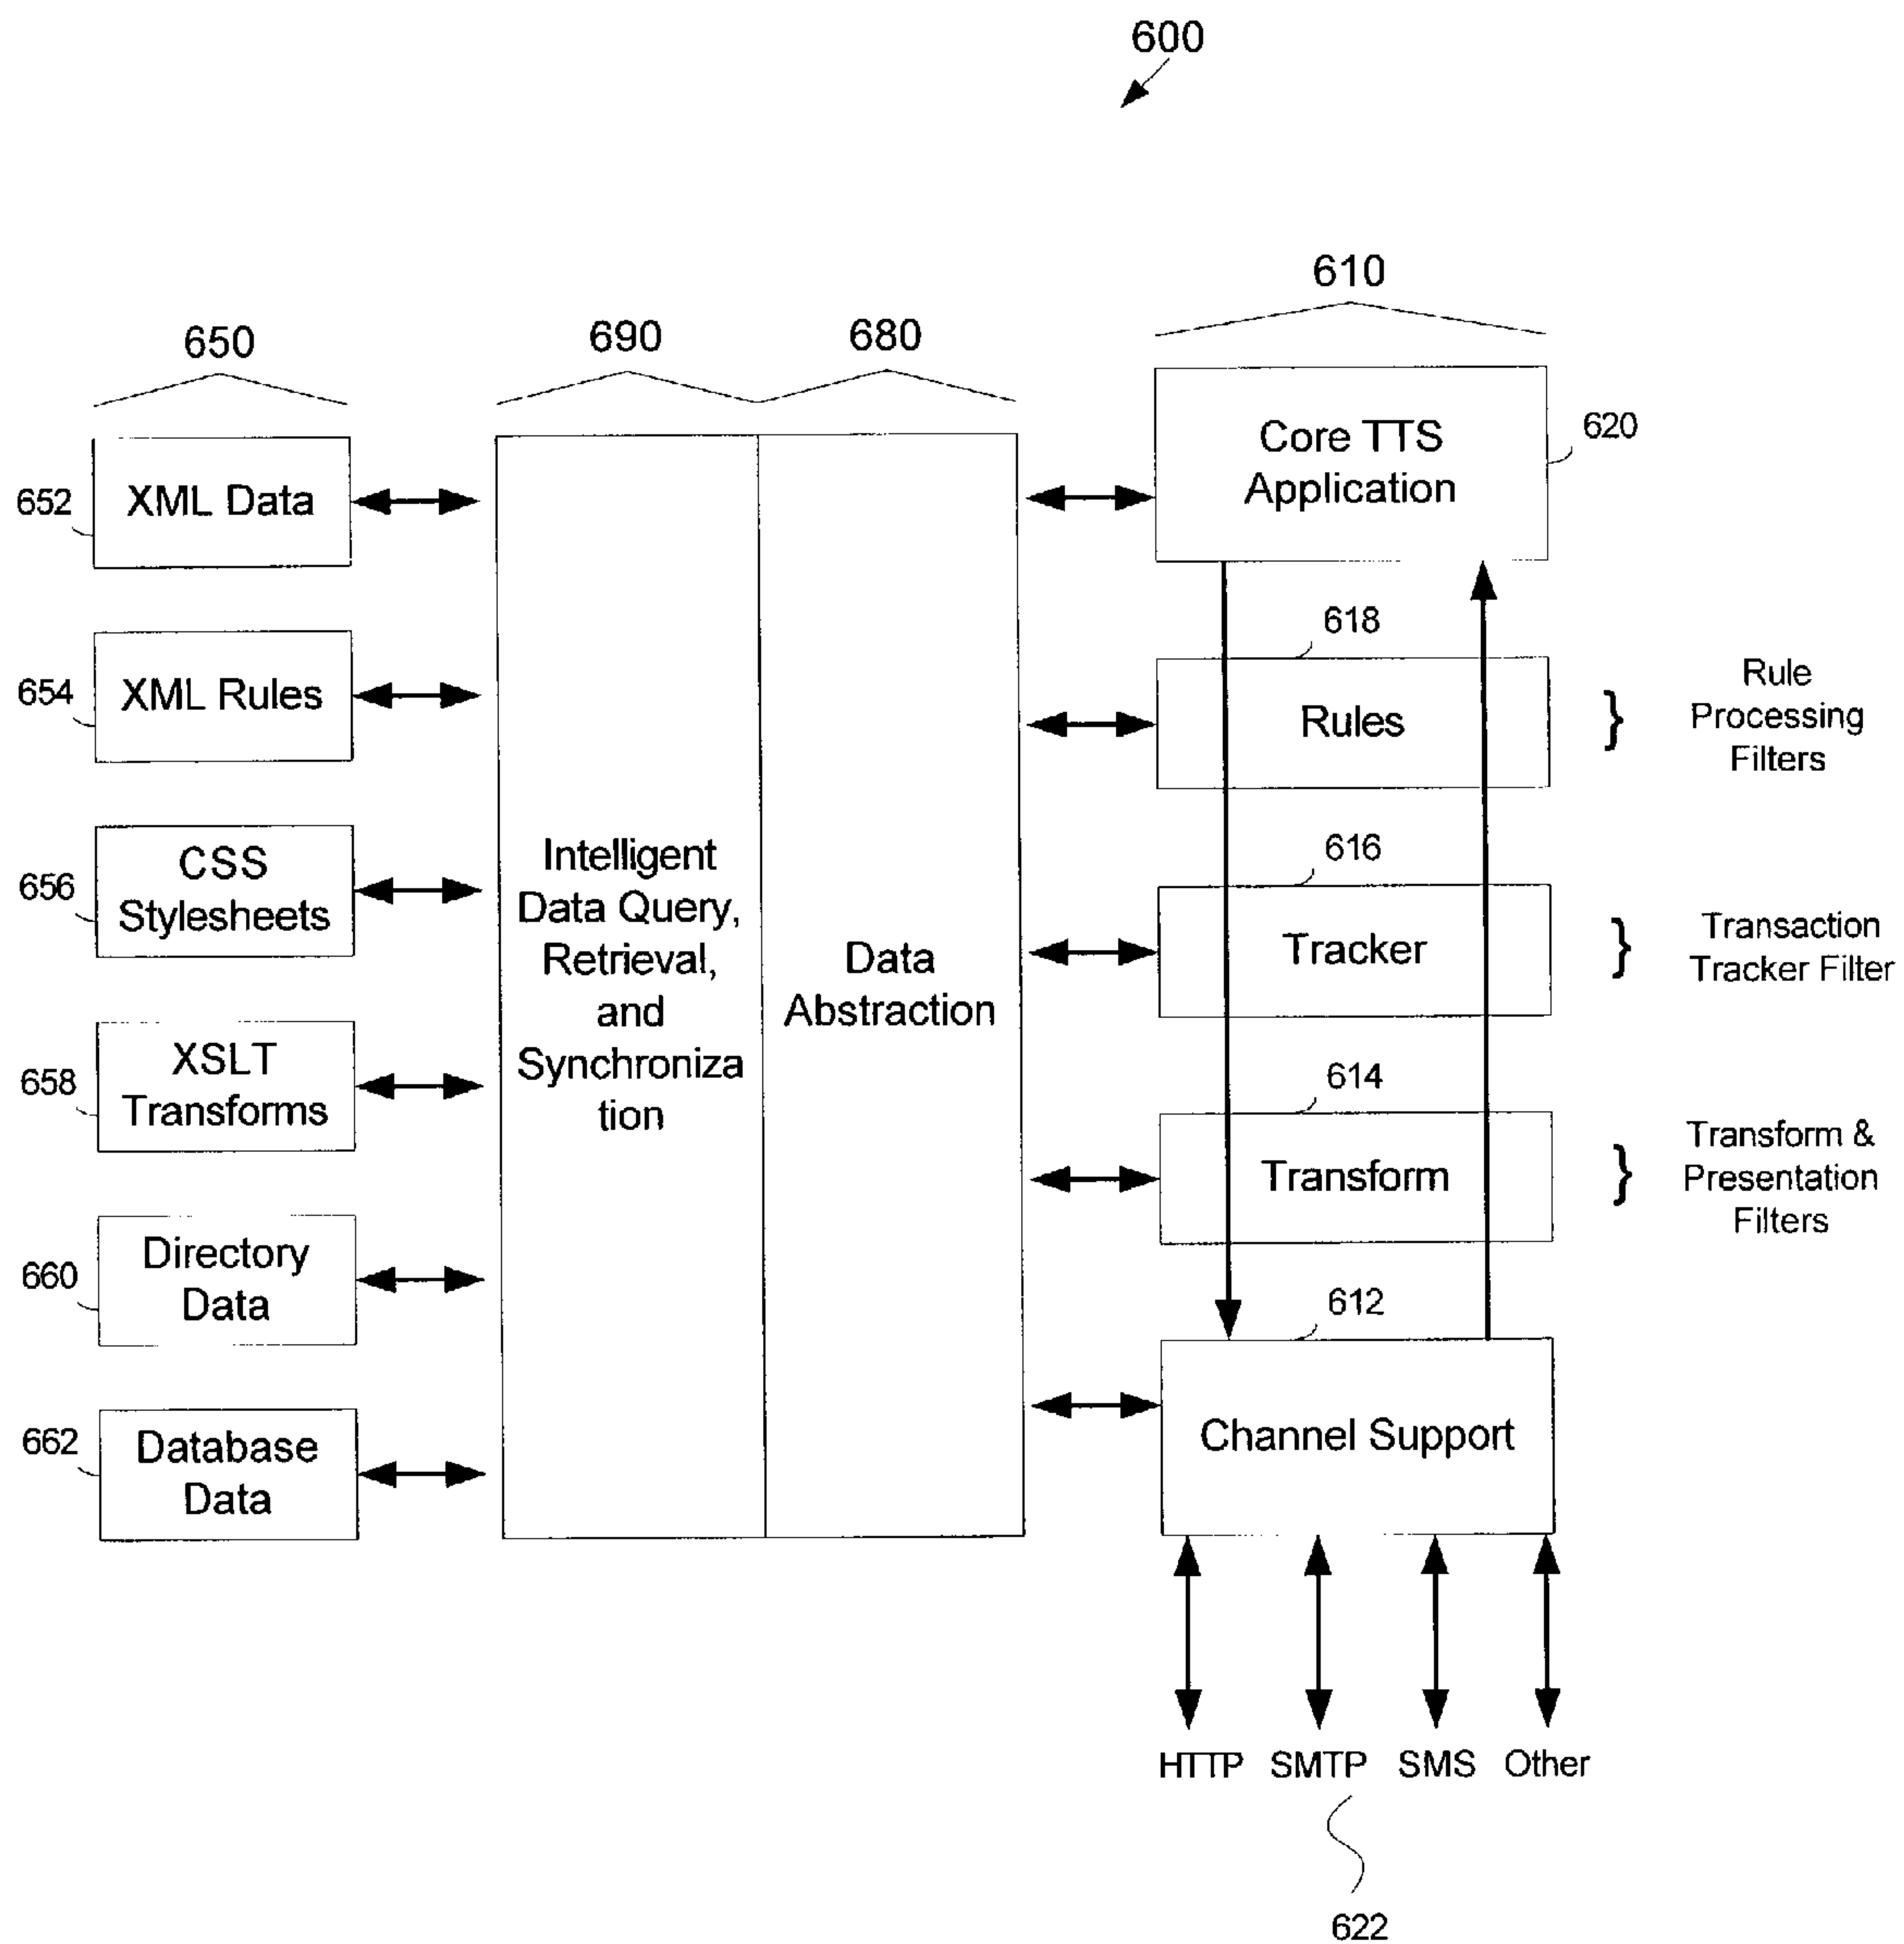 600
610
650
690
680
Core TTS
Application
620
652
XML Data
618
654
XML Rules
Rules
Rule
Processing
Filters
656
CSS
Stylesheets
Intelligent
Data Query,
Retrieval,
and
Synchroniza
tion
Data
Abstraction
616
Tracker
Transaction
Tracker Filter
658
XSLT
Transforms
614
Transform
Transform &
Presentation
Filters
660
Directory
Data
612
Channel Support
662
Database
Data
HTTP SMTP SMS Other
622